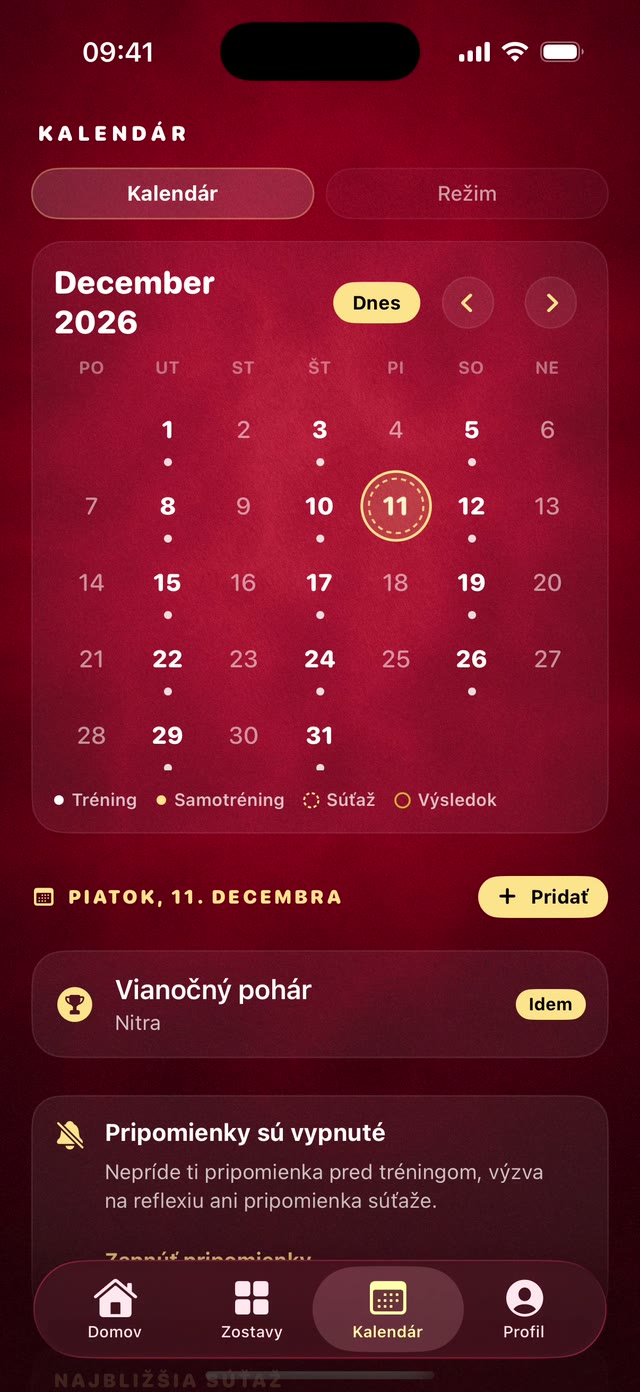 09:41
KALENDÁR
Kalendár Režim
December
2026
Dnes
PO UT ST ŠT PI SO NE
1 2 3 4 5 6
7 8 9 10 11 12 13
14 15 16 17 18 19 20
21 22 23 24 25 26 27
28 29 30 31
Tréning Samotréning Súťaž Výsledok
PIATOK, 11. DECEMBRA
+ Pridať
Vianočný pohár
Nitra
Idem
Pripomienky sú vypnuté
Nepríde ti pripomienka pred tréningom, výzva
na reflexiu ani pripomienka súťaže.
Zapnúť pripomienky
Domov Zostavy Kalendár Profil
NAJBLIŽŠIA SÚŤAŽ